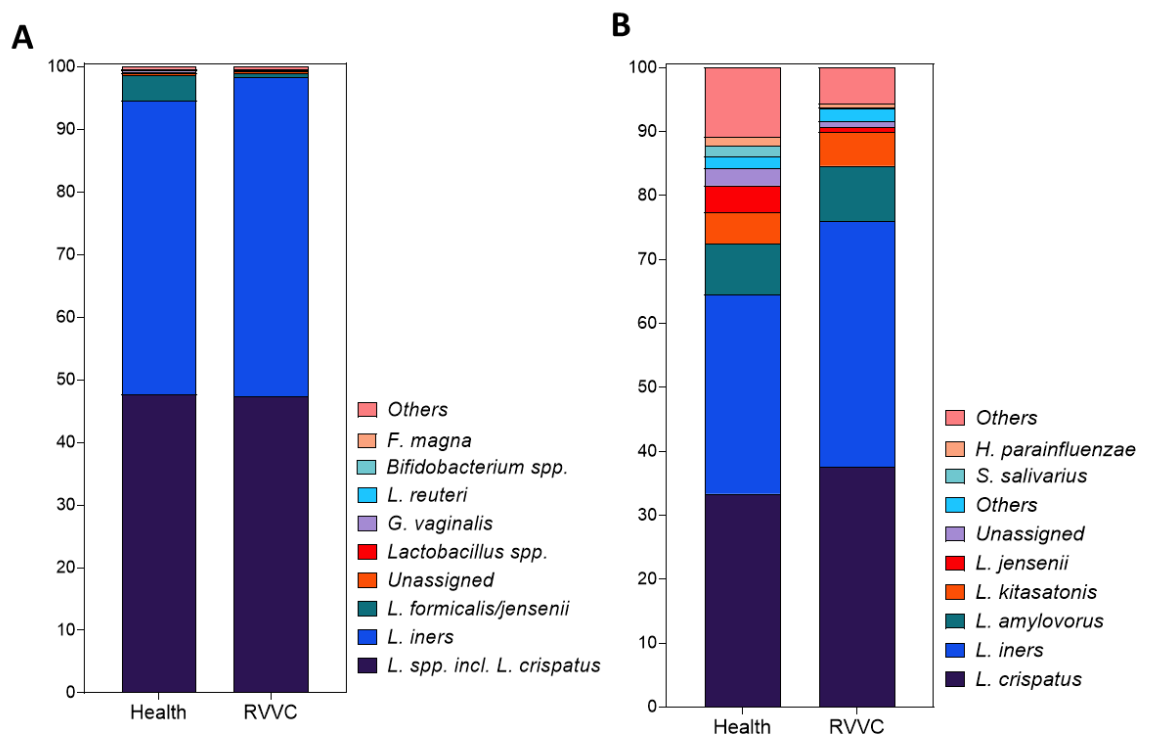 A
100
90
80
70
60
50
40
30
20
10
0
Health RVVC
Others
F. magna
Bifidobacterium spp.
L. reuteri
G. vaginalis
Lactobacillus spp.
Unassigned
L. formicalis/jensenii
L. iners
L. spp. incl. L. crispatus
B
100
90
80
70
60
50
40
30
20
10
0
Health RVVC
Others
H. parainfluenzae
S. salivarius
Others
Unassigned
L. jensenii
L. kitasatonis
L. amylovorus
L. iners
L. crispatus